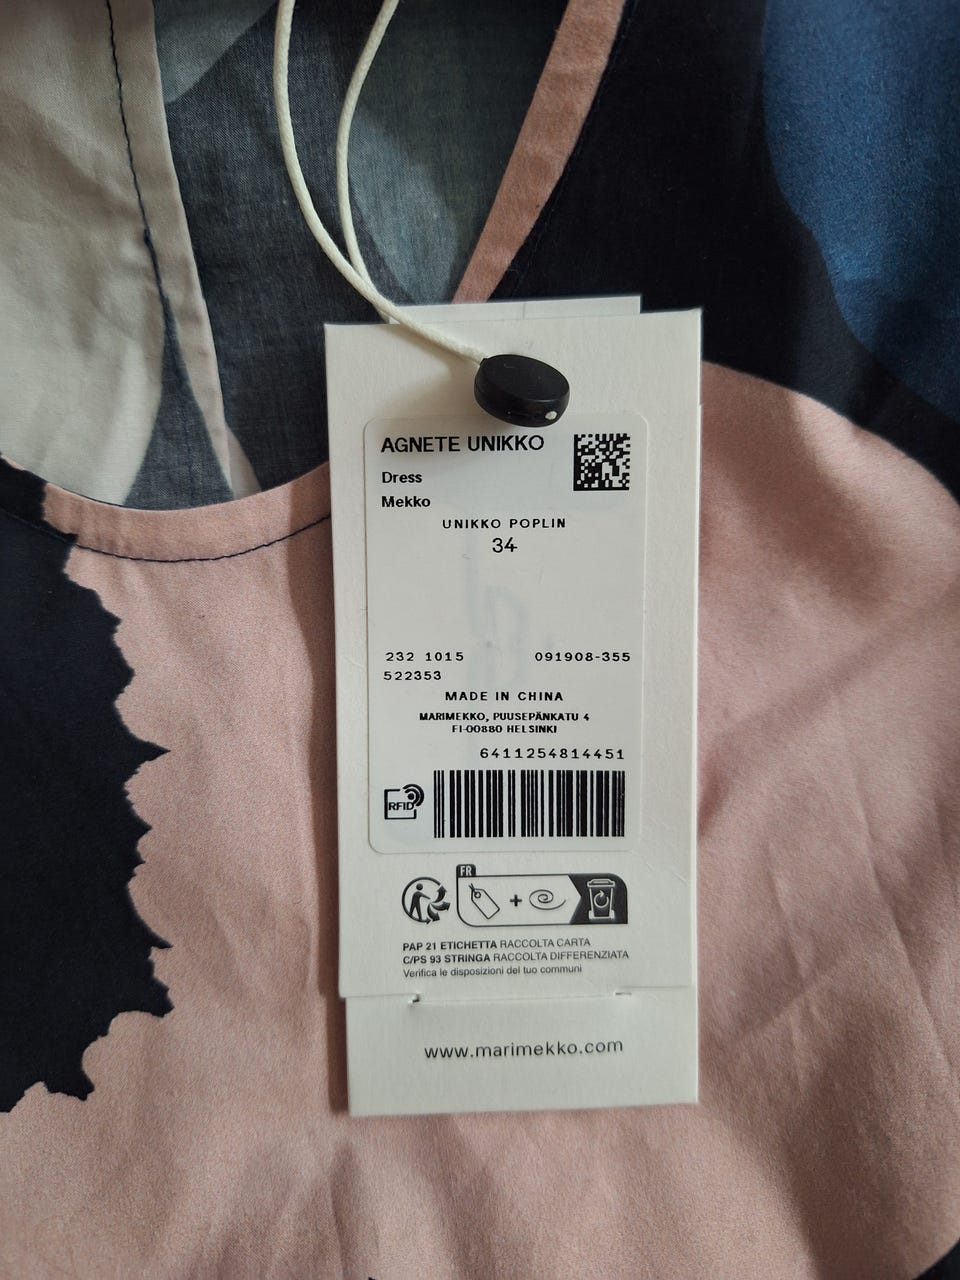 AGNETE UNIKKO
Dress
Mekko
UNIKKO POPLIN
34
232 1015 091908-355
522353
MADE IN CHINA
MARIMEKKO, PUUSEPÄNKATU 4
FI-00880 HELSINKI
6411254814451
RFID
FR
PAP 21 ETICHETTA RACCOLTA CARTA
C/PS 93 STRINGA RACCOLTA DIFFERENZIATA
Verifica le disposizioni del tuo communi
www.marimekko.com